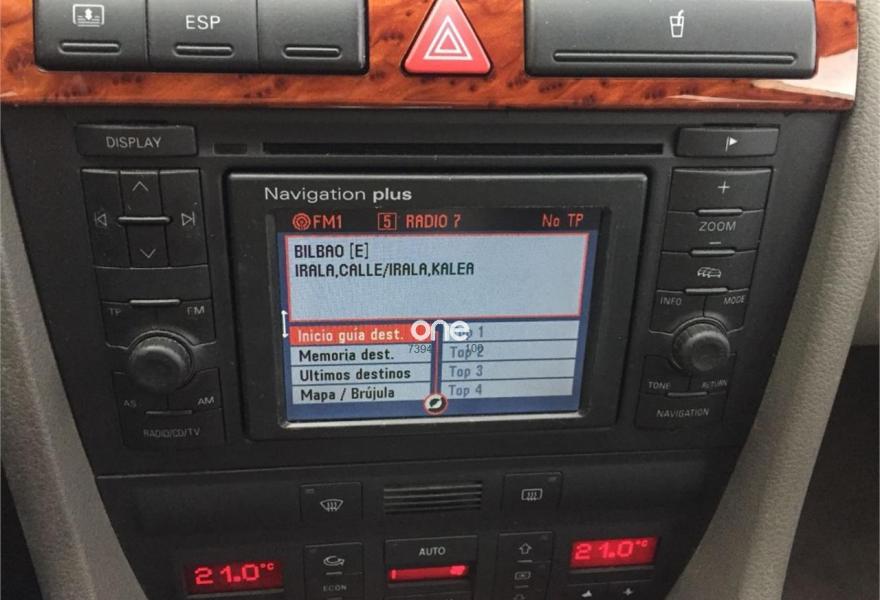 ESP
DISPLAY
Navigation plus
FM1 5 RADIO 7 No TP
BILBAO [E]
IRALA,CALLE/IRALA,KALEA
Inicio guía dest. Top 1
Memoria dest. Top 2
Ultimos destinos Top 3
Mapa / Brújula Top 4
one
7394 100
+
ZOOM
−
INFO MODE
TONE RETURN
NAVIGATION
TP FM
AS AM
RADIO/CD/TV
AUTO
ECON
21.0°C
21.0°C